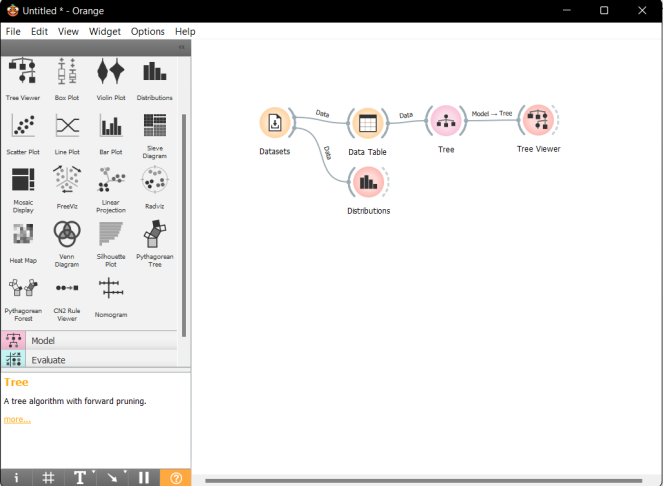 Untitled * - Orange
File Edit View Widget Options Help
Tree Viewer Box Plot Violin Plot Distributions
Scatter Plot Line Plot Bar Plot Sieve
Diagram
Mosaic
Display FreeViz Linear
Projection Radviz
Heat Map Venn
Diagram Silhouette
Plot Pythagorean
Tree
Pythagorean
Forest CN2 Rule
Viewer Nomogram
Model
Evaluate
Tree
A tree algorithm with forward pruning.
more...
i # T ?
Data
Data
Model → Tree
Data
Datasets
Data Table
Tree
Tree Viewer
Distributions